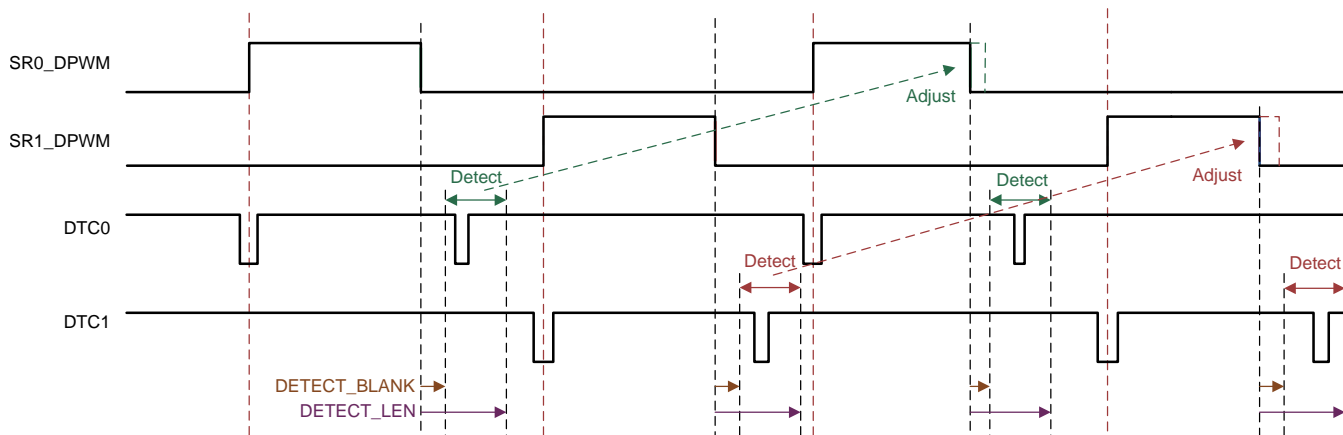 SR0_DPWM
Adjust
SR1_DPWM
Detect
Detect
Adjust
DTC0
Detect
Detect
DTC1
DETECT_BLANK
DETECT_LEN